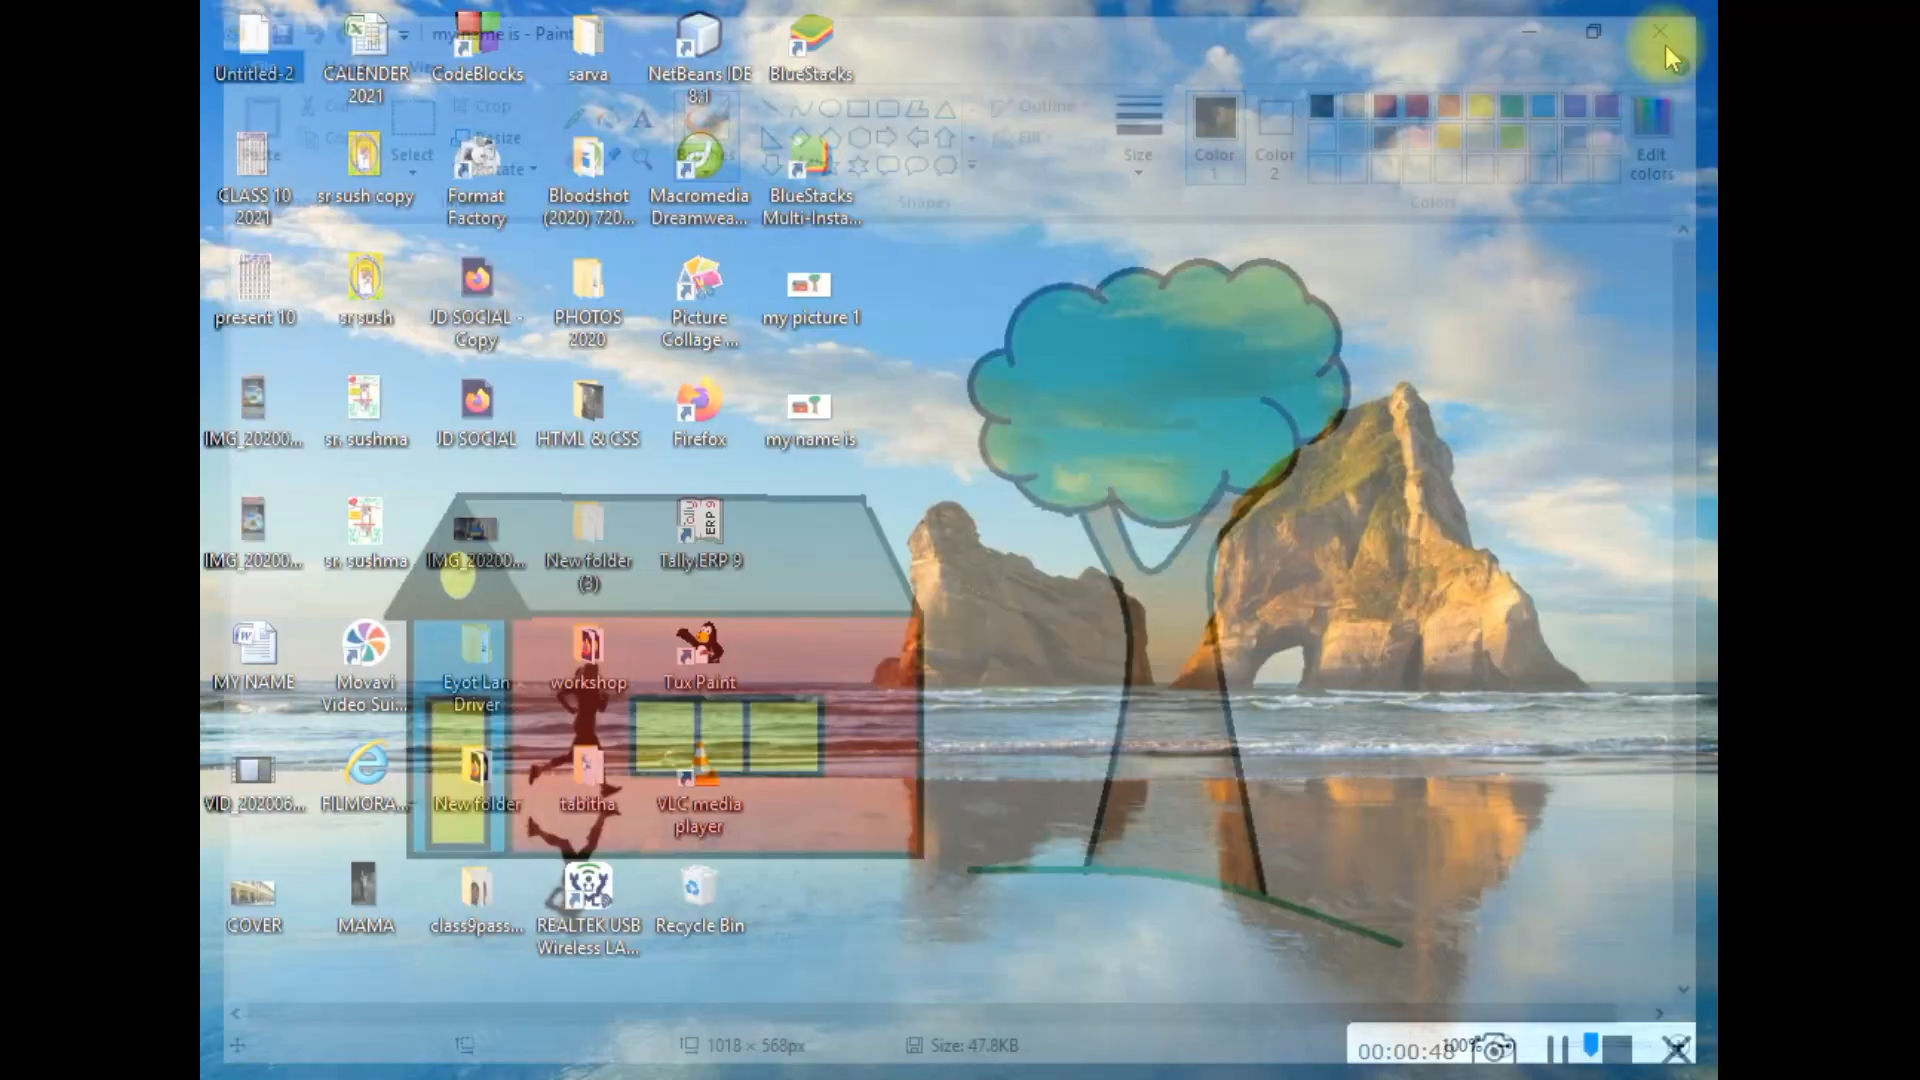 my name is - Paint
Untitled-2
CALENDER
2021
CodeBlocks
sarva
NetBeans IDE
8.1
BlueStacks
Crop
Resize
Select
Outline
Fill
Size
Color
1
Color
2
Edit
colors
Shapes
Colors
CLASS 10
2021
sr sush copy
Format
Factory
Bloodshot
(2020) 720...
Macromedia
Dreamwea...
BlueStacks
Multi-Insta...
present 10
sr sush
JD SOCIAL -
Copy
PHOTOS
2020
Picture
Collage ...
my picture 1
IMG_20200...
sr. sushma
JD SOCIAL
HTML & CSS
Firefox
my name is
IMG_20200...
sr. sushma
IMG_20200...
New folder
(3)
Tally
ERP 9
Tally.ERP 9
MY NAME
Movavi
Video Sui...
Eyot Lan
Driver
workshop
Tux Paint
VID_202006...
FILMORA...
New folder
tabitha
VLC media
player
COVER
MAMA
class9pass...
REALTEK USB
Wireless LA...
Recycle Bin
1018 × 568px
Size: 47.8KB
00:00:48
100%